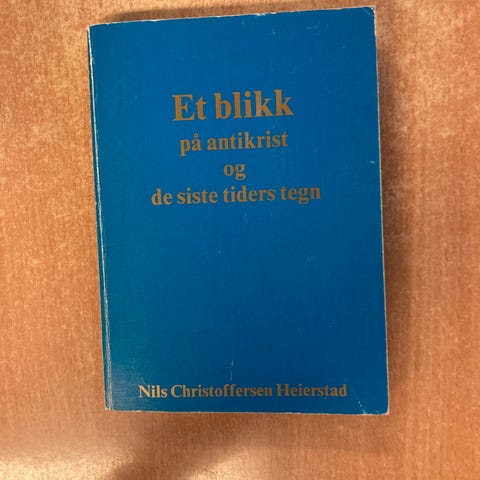 Et blikk
på antikrist
og
de siste tiders tegn
Nils Christoffersen Heierstad